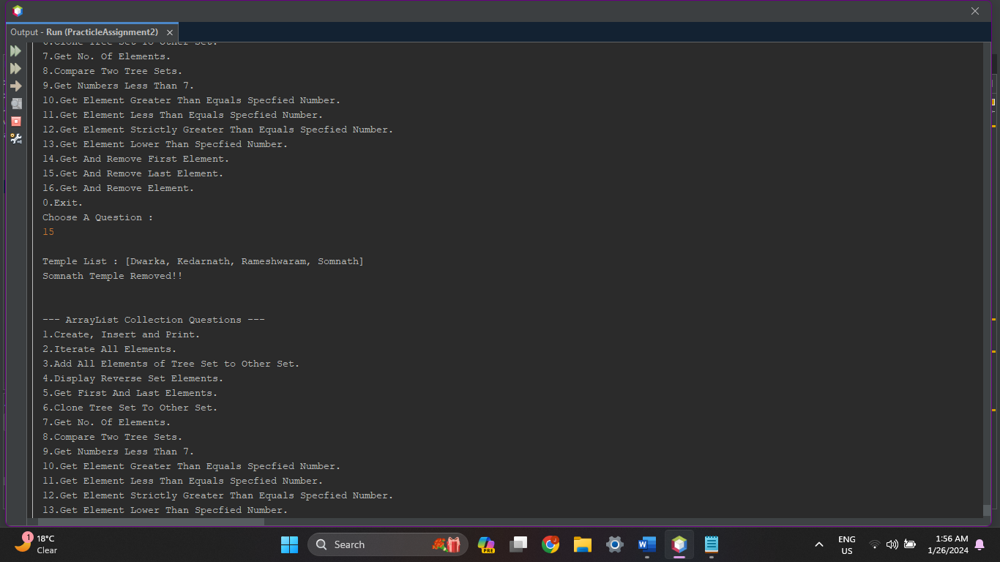 Output - Run (PracticleAssignment2)
6.Clone Tree Set To Other Set.
7.Get No. Of Elements.
8.Compare Two Tree Sets.
9.Get Numbers Less Than 7.
10.Get Element Greater Than Equals Specfied Number.
11.Get Element Less Than Equals Specfied Number.
12.Get Element Strictly Greater Than Equals Specfied Number.
13.Get Element Lower Than Specfied Number.
14.Get And Remove First Element.
15.Get And Remove Last Element.
16.Get And Remove Element.
0.Exit.
Choose A Question :
15
Temple List : [Dwarka, Kedarnath, Rameshwaram, Somnath]
Somnath Temple Removed!!
--- ArrayList Collection Questions ---
1.Create, Insert and Print.
2.Iterate All Elements.
3.Add All Elements of Tree Set to Other Set.
4.Display Reverse Set Elements.
5.Get First And Last Elements.
6.Clone Tree Set To Other Set.
7.Get No. Of Elements.
8.Compare Two Tree Sets.
9.Get Numbers Less Than 7.
10.Get Element Greater Than Equals Specfied Number.
11.Get Element Less Than Equals Specfied Number.
12.Get Element Strictly Greater Than Equals Specfied Number.
13.Get Element Lower Than Specfied Number.
1
18°C
Clear
Search
PRE
W
ENG
US
1:56 AM
1/26/2024